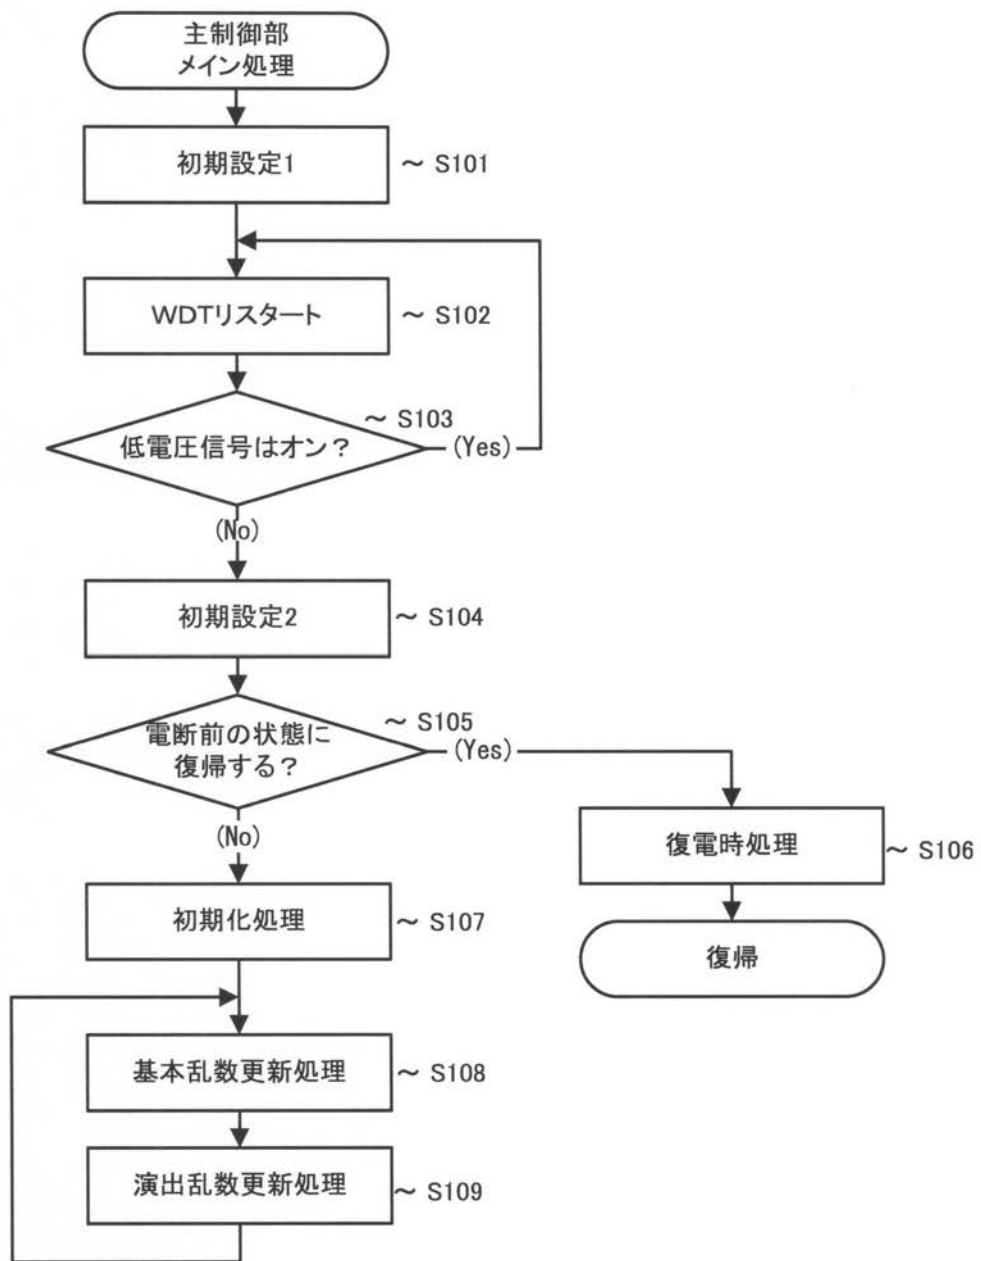 主制御部
メイン処理
初期設定1
～ S101
WDTリスタート
～ S102
～ S103
低電圧信号はオン？
(Yes)
(No)
初期設定2
～ S104
～ S105
電断前の状態に
復帰する？
(Yes)
(No)
復電時処理
～ S106
初期化処理
～ S107
復帰
基本乱数更新処理
～ S108
演出乱数更新処理
～ S109